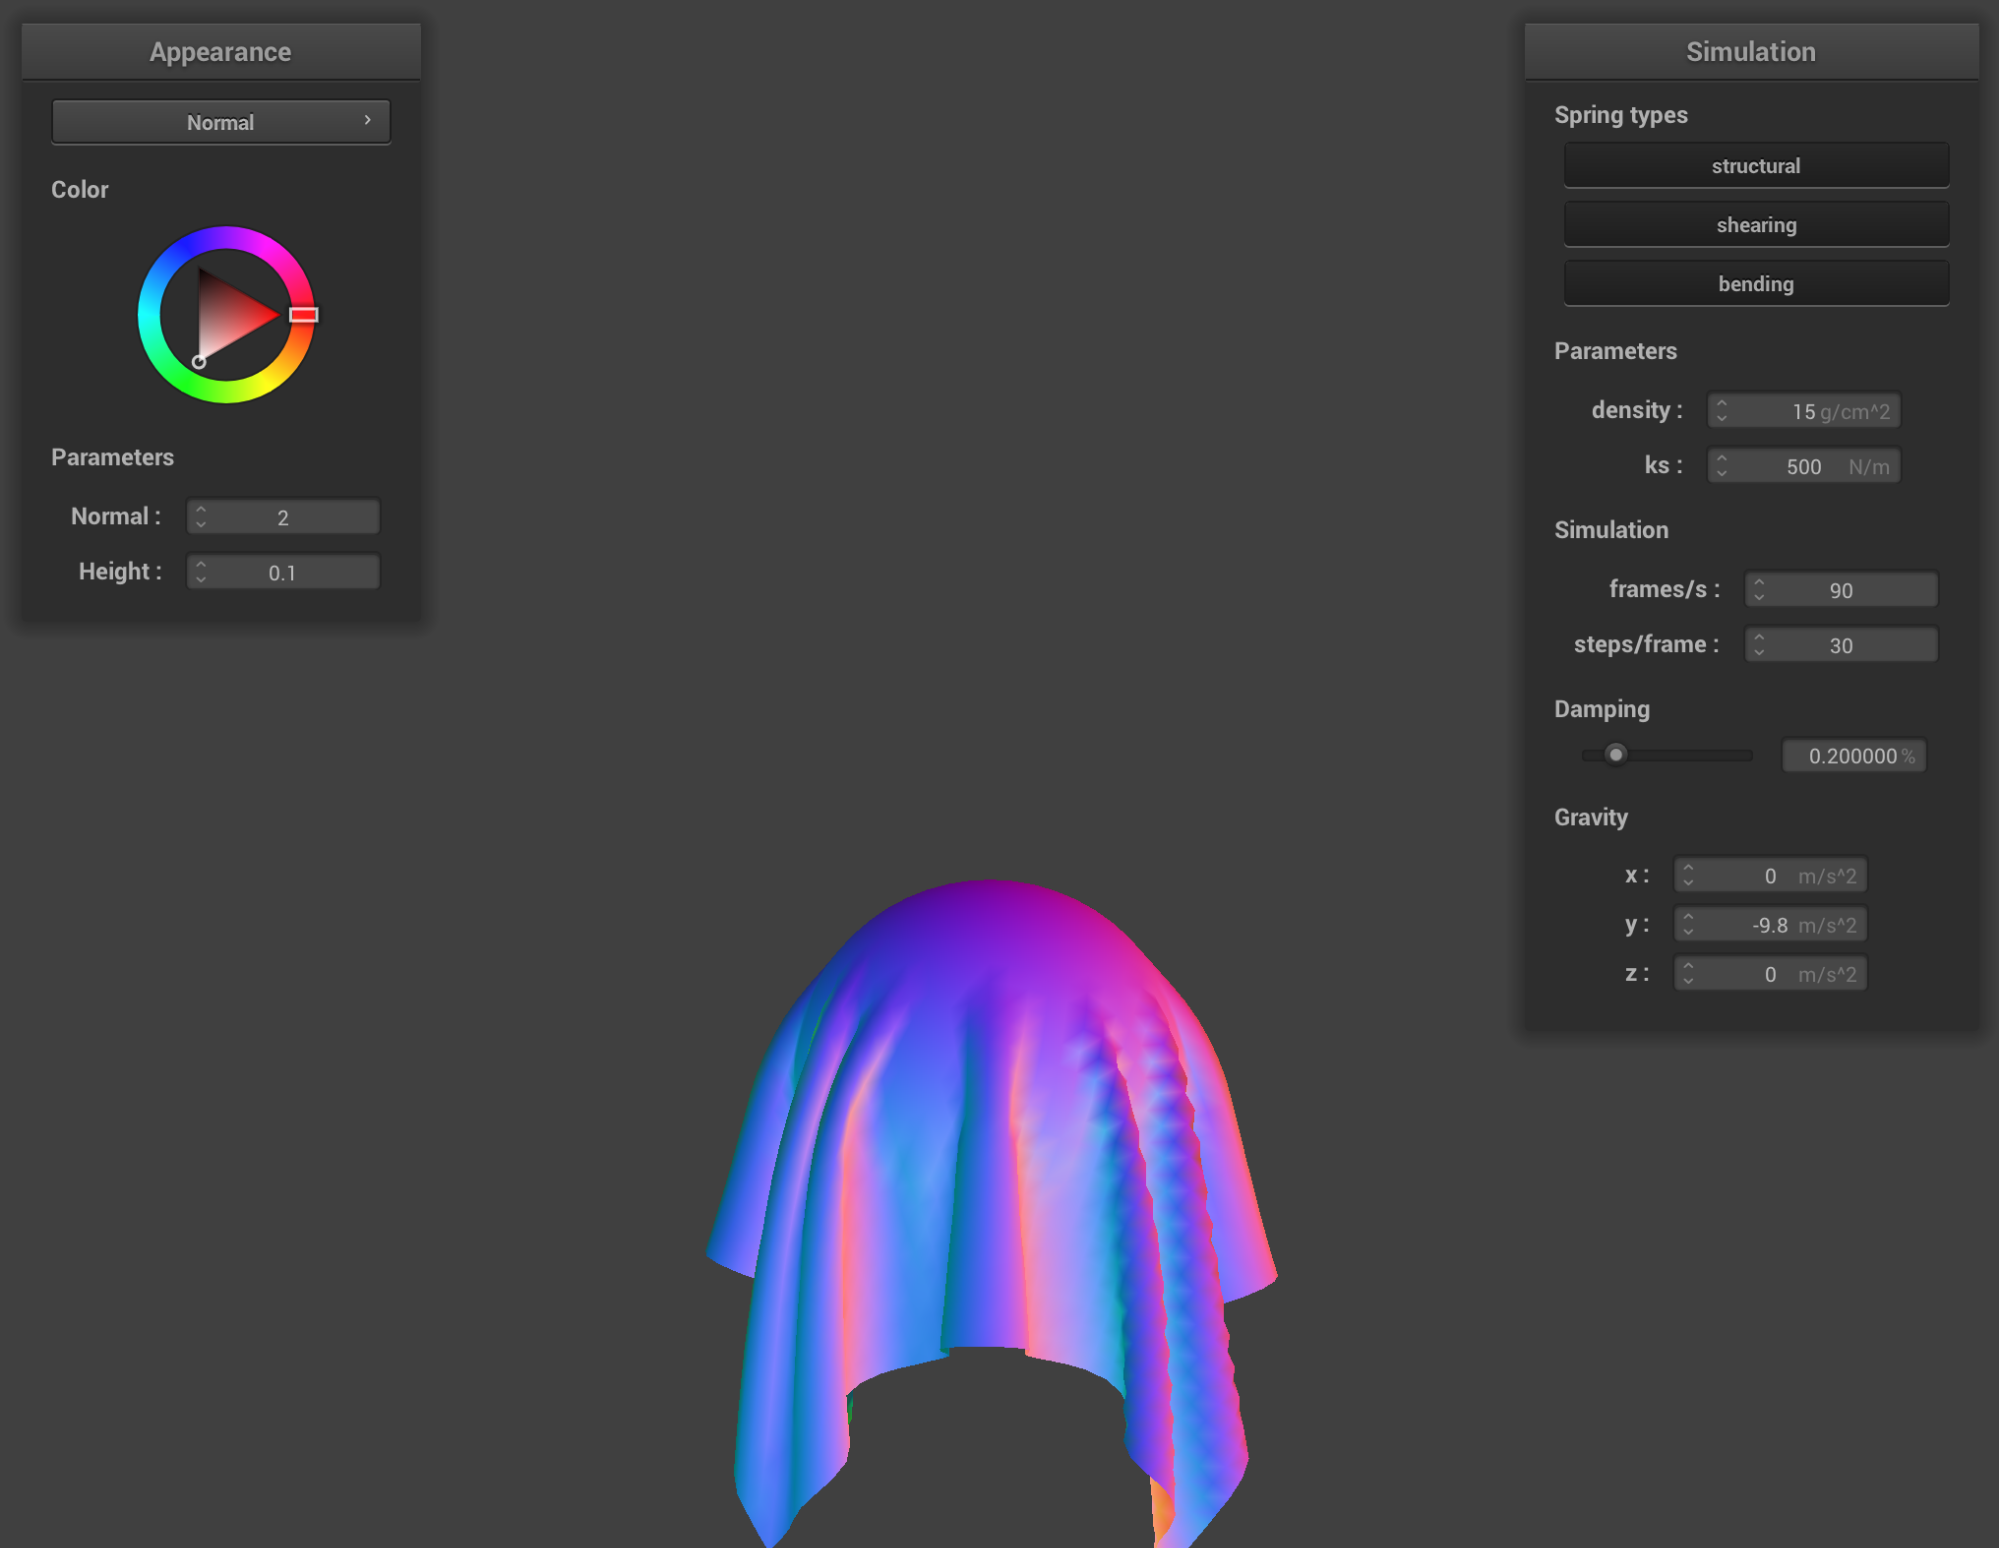 Appearance
Normal
Color
Parameters
Normal : 2
Height : 0.1
Simulation
Spring types
structural
shearing
bending
Parameters
density : 15 g/cm^2
ks : 500 N/m
Simulation
frames/s : 90
steps/frame : 30
Damping
0.200000 %
Gravity
x : 0 m/s^2
y : -9.8 m/s^2
z : 0 m/s^2